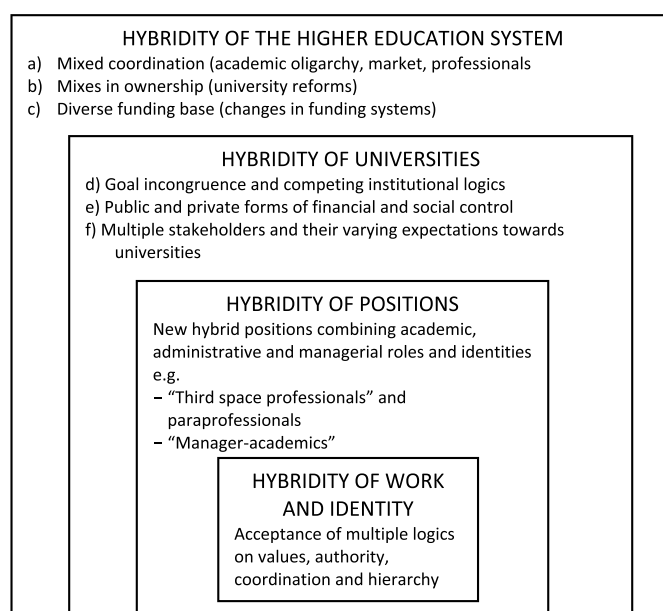 HYBRIDITY OF THE HIGHER EDUCATION SYSTEM
a) Mixed coordination (academic oligarchy, market, professionals
b) Mixes in ownership (university reforms)
c) Diverse funding base (changes in funding systems)
HYBRIDITY OF UNIVERSITIES
d) Goal incongruence and competing institutional logics
e) Public and private forms of financial and social control
f) Multiple stakeholders and their varying expectations towards
universities
HYBRIDITY OF POSITIONS
New hybrid positions combining academic,
administrative and managerial roles and identities
e.g.
– “Third space professionals” and
paraprofessionals
– “Manager-academics”
HYBRIDITY OF WORK
AND IDENTITY
Acceptance of multiple logics
on values, authority,
coordination and hierarchy